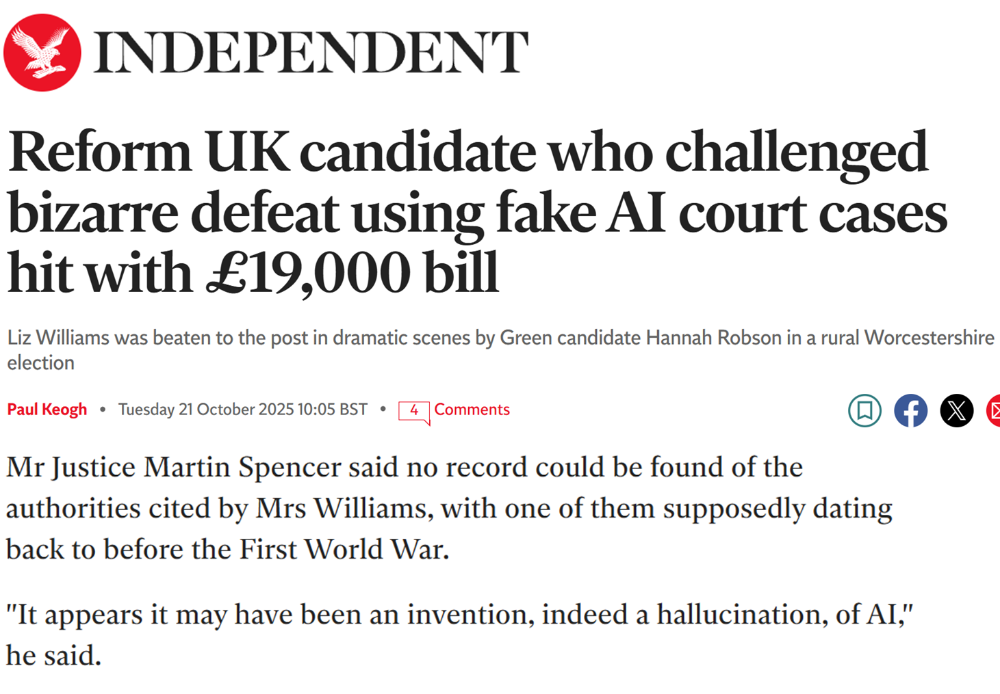 INDEPENDENT
Reform UK candidate who challenged
bizarre defeat using fake AI court cases
hit with £19,000 bill
Liz Williams was beaten to the post in dramatic scenes by Green candidate Hannah Robson in a rural Worcestershire
election
Paul Keogh • Tuesday 21 October 2025 10:05 BST • 4 Comments
Mr Justice Martin Spencer said no record could be found of the
authorities cited by Mrs Williams, with one of them supposedly dating
back to before the First World War.
"It appears it may have been an invention, indeed a hallucination, of AI,"
he said.